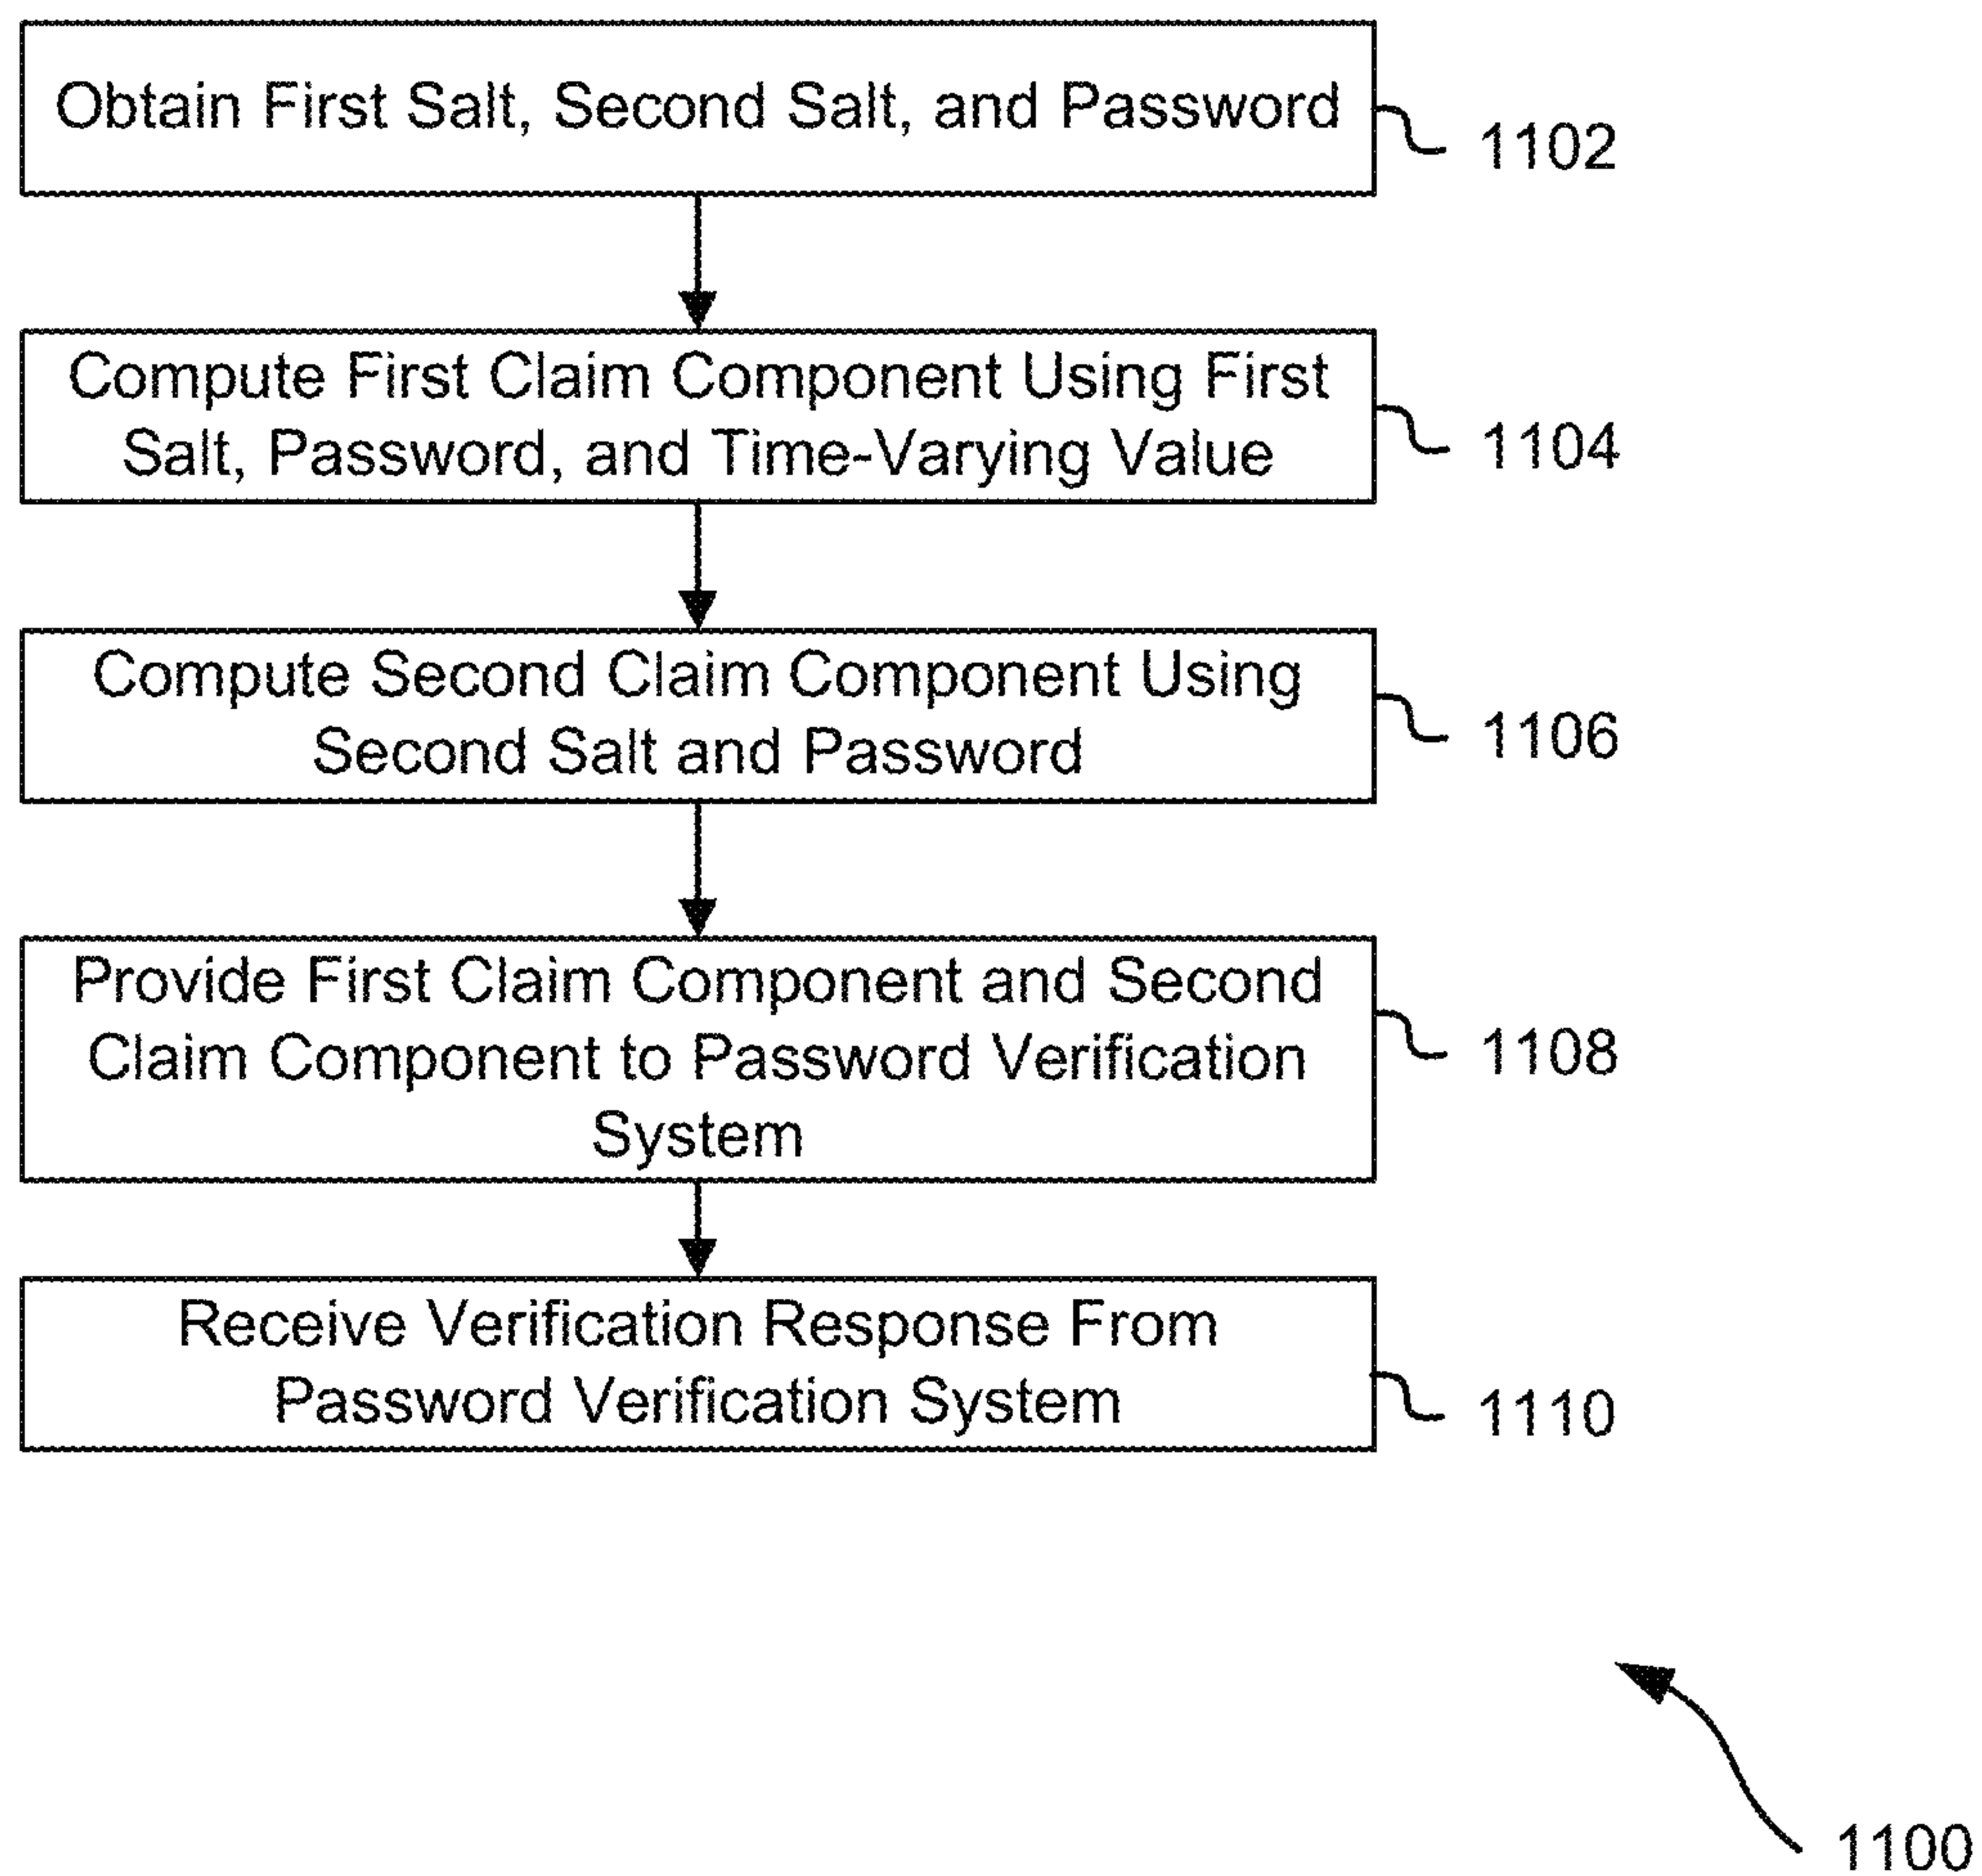 Obtain First Salt, Second Salt, and Password
1102
Compute First Claim Component Using First
Salt, Password, and Time-Varying Value
1104
Compute Second Claim Component Using
Second Salt and Password
1106
Provide First Claim Component and Second
Claim Component to Password Verification
System
1108
Receive Verification Response From
Password Verification System
1110
1100